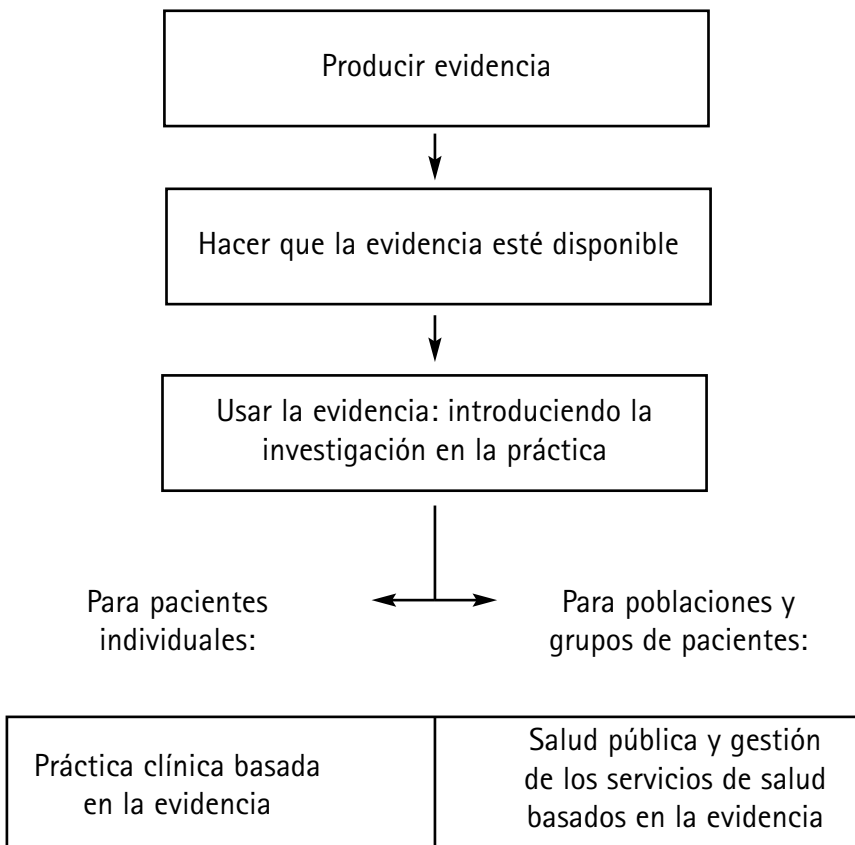 Producir evidencia
Hacer que la evidencia esté disponible
Usar la evidencia: introduciendo la
investigación en la práctica
Para pacientes
individuales:
Para poblaciones y
grupos de pacientes:
Práctica clínica basada
en la evidencia
Salud pública y gestión
de los servicios de salud
basados en la evidencia